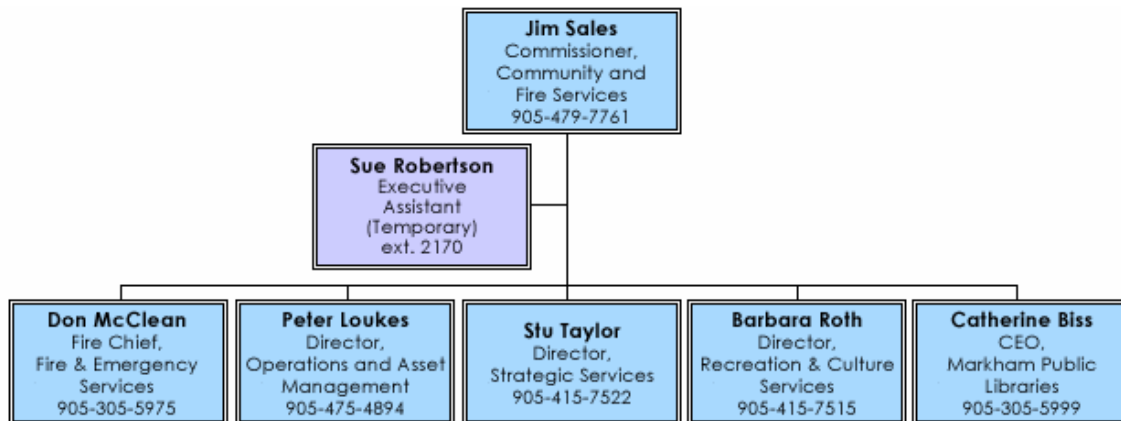 Jim Sales
Commissioner,
Community and
Fire Services
905-479-7761
Sue Robertson
Executive
Assistant
(Temporary)
ext. 2170
Don McClean
Fire Chief,
Fire & Emergency
Services
905-305-5975
Peter Loukes
Director,
Operations and Asset
Management
905-475-4894
Stu Taylor
Director,
Strategic Services
905-415-7522
Barbara Roth
Director,
Recreation & Culture
Services
905-415-7515
Catherine Biss
CEO,
Markham Public
Libraries
905-305-5999